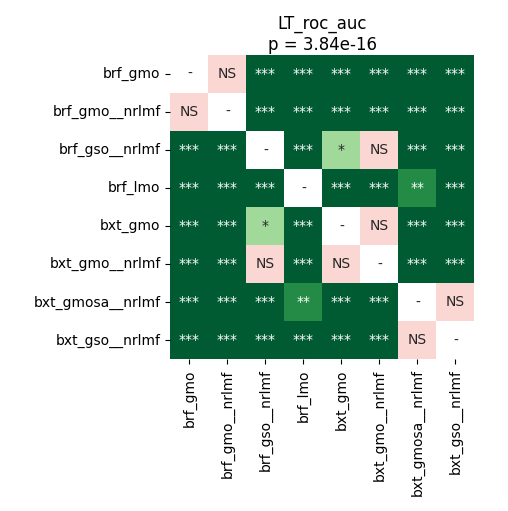 LT_roc_auc
p = 3.84e-16
brf_gmo - NS *** *** *** *** *** ***
brf_gmo__nrlmf NS - *** *** *** *** *** ***
brf_gso__nrlmf *** *** - *** * NS *** ***
brf_lmo *** *** *** - *** *** ** ***
bxt_gmo *** *** * *** - NS *** ***
bxt_gmo__nrlmf *** *** NS *** NS - *** ***
bxt_gmosa__nrlmf *** *** *** ** *** *** - NS
bxt_gso__nrlmf *** *** *** *** *** *** NS -
brf_gmo
brf_gmo__nrlmf
brf_gso__nrlmf
brf_lmo
bxt_gmo
bxt_gmo__nrlmf
bxt_gmosa__nrlmf
bxt_gso__nrlmf